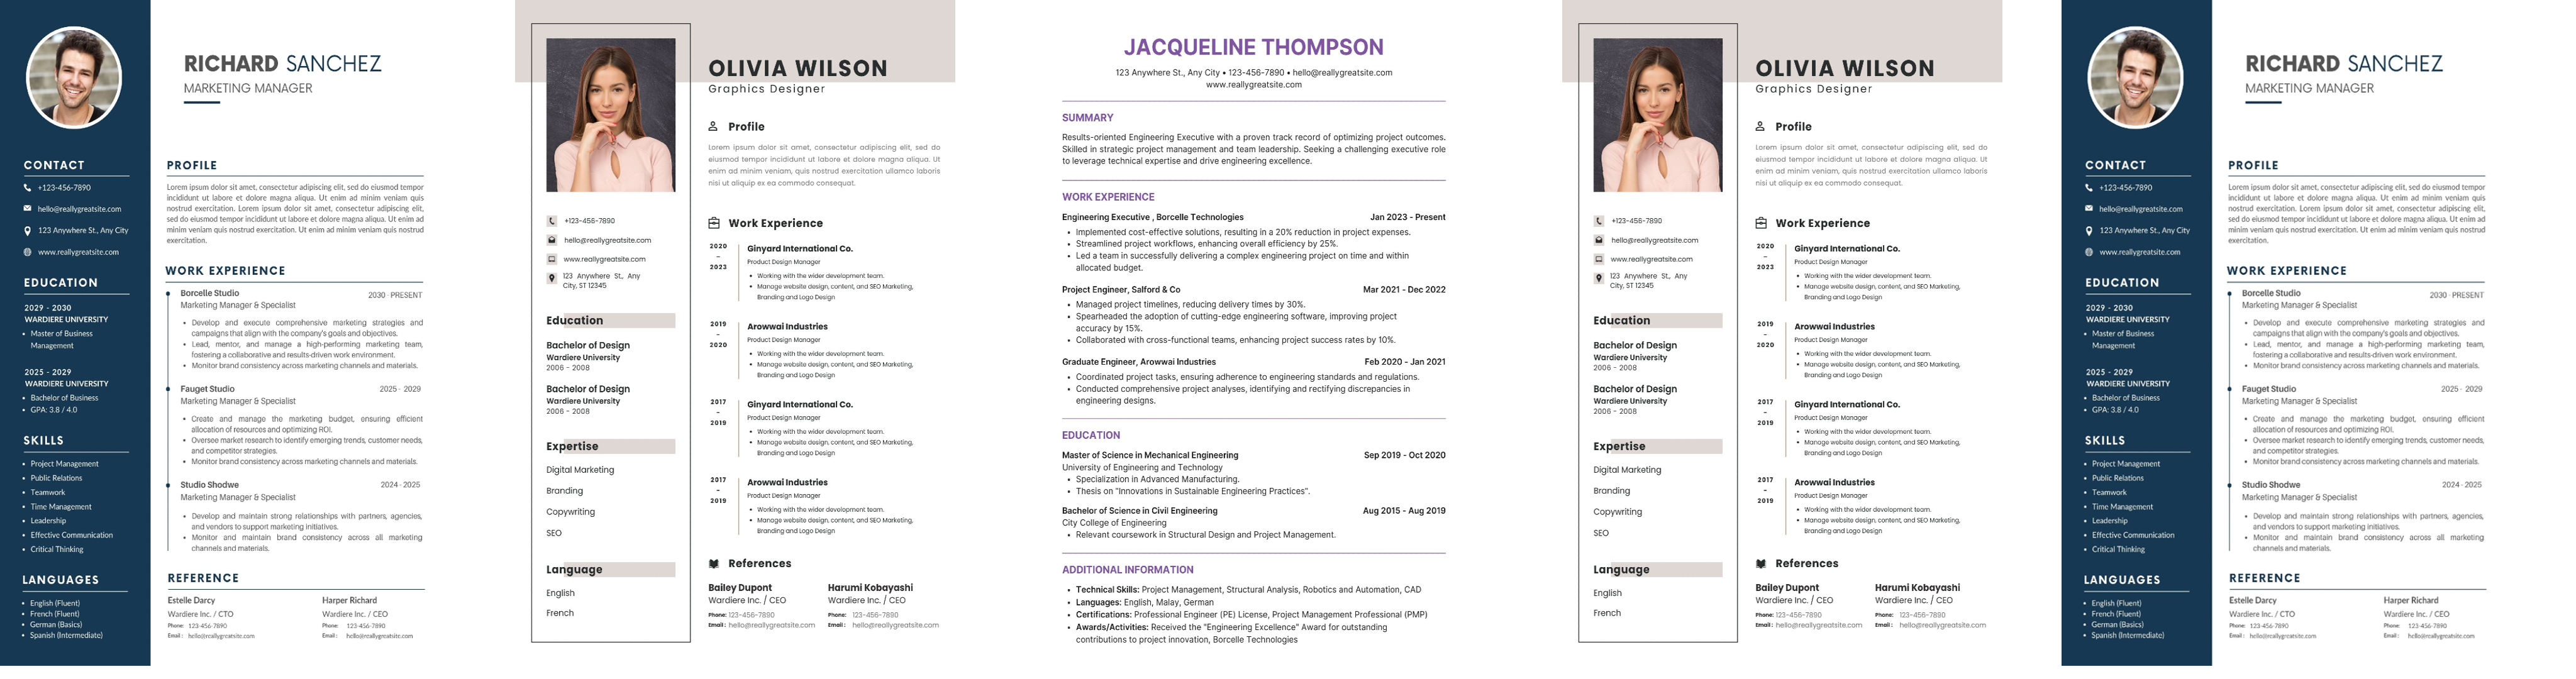 RICHARD SANCHEZ
MARKETING MANAGER
CONTACT
+123-456-7890
hello@reallygreatsite.com
123 Anywhere St., Any City
www.reallygreatsite.com
EDUCATION
2029 - 2030
WARDIERE UNIVERSITY
• Master of Business
Management
2025 - 2029
WARDIERE UNIVERSITY
• Bachelor of Business
• GPA: 3.8 / 4.0
SKILLS
• Project Management
• Public Relations
• Teamwork
• Time Management
• Leadership
• Effective Communication
• Critical Thinking
LANGUAGES
• English (Fluent)
• French (Fluent)
• German (Basics)
• Spanish (Intermediate)
PROFILE
Lorem ipsum dolor sit amet, consectetur adipiscing elit, sed do eiusmod tempor
incididunt ut labore et dolore magna aliqua. Ut enim ad minim veniam quis
nostrud exercitation. Lorem ipsum dolor sit amet, consectetur adipiscing elit,
sed do eiusmod tempor incididunt ut labore et dolore magna aliqua. Ut enim ad
minim veniam quis nostrud exercitation. Ut enim ad minim veniam quis nostrud
exercitation.
WORK EXPERIENCE
Borcelle Studio 2030 - PRESENT
Marketing Manager & Specialist
• Develop and execute comprehensive marketing strategies and
campaigns that align with the company's goals and objectives.
• Lead, mentor, and manage a high-performing marketing team,
fostering a collaborative and results-driven work environment.
• Monitor brand consistency across marketing channels and materials.
Fauget Studio 2025 - 2029
Marketing Manager & Specialist
• Create and manage the marketing budget, ensuring efficient
allocation of resources and optimizing ROI.
• Oversee market research to identify emerging trends, customer needs,
and competitor strategies.
• Monitor brand consistency across marketing channels and materials.
Studio Shodwe 2024 - 2025
Marketing Manager & Specialist
• Develop and maintain strong relationships with partners, agencies,
and vendors to support marketing initiatives.
• Monitor and maintain brand consistency across all marketing
channels and materials.
REFERENCE
Estelle Darcy Harper Richard
Wardiere Inc. / CTO Wardiere Inc. / CEO
Phone: 123-456-7890 Phone: 123-456-7890
Email : hello@reallygreatsite.com Email : hello@reallygreatsite.com
OLIVIA WILSON
Graphics Designer
+123-456-7890
hello@reallygreatsite.com
www.reallygreatsite.com
123 Anywhere St., Any
City, ST 12345
Education
Bachelor of Design
Wardiere University
2006 - 2008
Bachelor of Design
Wardiere University
2006 - 2008
Expertise
Digital Marketing
Branding
Copywriting
SEO
Language
English
French
Profile
Lorem ipsum dolor sit amet, consectetur adipiscing elit, sed do
eiusmod tempor incididunt ut labore et dolore magna aliqua. Ut
enim ad minim veniam, quis nostrud exercitation ullamco laboris
nisi ut aliquip ex ea commodo consequat.
Work Experience
2020
-
2023
Ginyard International Co.
Product Design Manager
• Working with the wider development team.
• Manage website design, content, and SEO Marketing,
Branding and Logo Design
2019
-
2020
Arowwai Industries
Product Design Manager
• Working with the wider development team.
• Manage website design, content, and SEO Marketing,
Branding and Logo Design
2017
-
2019
Ginyard International Co.
Product Design Manager
• Working with the wider development team.
• Manage website design, content, and SEO Marketing,
Branding and Logo Design
2017
-
2019
Arowwai Industries
Product Design Manager
• Working with the wider development team.
• Manage website design, content, and SEO Marketing,
Branding and Logo Design
References
Bailey Dupont Harumi Kobayashi
Wardiere Inc. / CEO Wardiere Inc. / CEO
Phone: 123-456-7890 Phone: 123-456-7890
Email : hello@reallygreatsite.com Email : hello@reallygreatsite.com
JACQUELINE THOMPSON
123 Anywhere St., Any City • 123-456-7890 • hello@reallygreatsite.com
www.reallygreatsite.com
SUMMARY
Results-oriented Engineering Executive with a proven track record of optimizing project outcomes.
Skilled in strategic project management and team leadership. Seeking a challenging executive role
to leverage technical expertise and drive engineering excellence.
WORK EXPERIENCE
Engineering Executive , Borcelle Technologies Jan 2023 - Present
• Implemented cost-effective solutions, resulting in a 20% reduction in project expenses.
• Streamlined project workflows, enhancing overall efficiency by 25%.
• Led a team in successfully delivering a complex engineering project on time and within
allocated budget.
Project Engineer, Salford & Co Mar 2021 - Dec 2022
• Managed project timelines, reducing delivery times by 30%.
• Spearheaded the adoption of cutting-edge engineering software, improving project
accuracy by 15%.
• Collaborated with cross-functional teams, enhancing project success rates by 10%.
Graduate Engineer, Arowwai Industries Feb 2020 - Jan 2021
• Coordinated project tasks, ensuring adherence to engineering standards and regulations.
• Conducted comprehensive project analyses, identifying and rectifying discrepancies in
engineering designs.
EDUCATION
Master of Science in Mechanical Engineering Sep 2019 - Oct 2020
University of Engineering and Technology
• Specialization in Advanced Manufacturing.
• Thesis on "Innovations in Sustainable Engineering Practices".
Bachelor of Science in Civil Engineering Aug 2015 - Aug 2019
City College of Engineering
• Relevant coursework in Structural Design and Project Management.
ADDITIONAL INFORMATION
• Technical Skills: Project Management, Structural Analysis, Robotics and Automation, CAD
• Languages: English, Malay, German
• Certifications: Professional Engineer (PE) License, Project Management Professional (PMP)
• Awards/Activities: Received the "Engineering Excellence" Award for outstanding
contributions to project innovation, Borcelle Technologies
OLIVIA WILSON
Graphics Designer
+123-456-7890
hello@reallygreatsite.com
www.reallygreatsite.com
123 Anywhere St., Any
City, ST 12345
Education
Bachelor of Design
Wardiere University
2006 - 2008
Bachelor of Design
Wardiere University
2006 - 2008
Expertise
Digital Marketing
Branding
Copywriting
SEO
Language
English
French
Profile
Lorem ipsum dolor sit amet, consectetur adipiscing elit, sed do
eiusmod tempor incididunt ut labore et dolore magna aliqua. Ut
enim ad minim veniam, quis nostrud exercitation ullamco laboris
nisi ut aliquip ex ea commodo consequat.
Work Experience
2020
-
2023
Ginyard International Co.
Product Design Manager
• Working with the wider development team.
• Manage website design, content, and SEO Marketing,
Branding and Logo Design
2019
-
2020
Arowwai Industries
Product Design Manager
• Working with the wider development team.
• Manage website design, content, and SEO Marketing,
Branding and Logo Design
2017
-
2019
Ginyard International Co.
Product Design Manager
• Working with the wider development team.
• Manage website design, content, and SEO Marketing,
Branding and Logo Design
2017
-
2019
Arowwai Industries
Product Design Manager
• Working with the wider development team.
• Manage website design, content, and SEO Marketing,
Branding and Logo Design
References
Bailey Dupont Harumi Kobayashi
Wardiere Inc. / CEO Wardiere Inc. / CEO
Phone: 123-456-7890 Phone: 123-456-7890
Email : hello@reallygreatsite.com Email : hello@reallygreatsite.com
RICHARD SANCHEZ
MARKETING MANAGER
CONTACT
+123-456-7890
hello@reallygreatsite.com
123 Anywhere St., Any City
www.reallygreatsite.com
EDUCATION
2029 - 2030
WARDIERE UNIVERSITY
• Master of Business
Management
2025 - 2029
WARDIERE UNIVERSITY
• Bachelor of Business
• GPA: 3.8 / 4.0
SKILLS
• Project Management
• Public Relations
• Teamwork
• Time Management
• Leadership
• Effective Communication
• Critical Thinking
LANGUAGES
• English (Fluent)
• French (Fluent)
• German (Basics)
• Spanish (Intermediate)
PROFILE
Lorem ipsum dolor sit amet, consectetur adipiscing elit, sed do eiusmod tempor
incididunt ut labore et dolore magna aliqua. Ut enim ad minim veniam quis
nostrud exercitation. Lorem ipsum dolor sit amet, consectetur adipiscing elit,
sed do eiusmod tempor incididunt ut labore et dolore magna aliqua. Ut enim ad
minim veniam quis nostrud exercitation. Ut enim ad minim veniam quis nostrud
exercitation.
WORK EXPERIENCE
Borcelle Studio 2030 - PRESENT
Marketing Manager & Specialist
• Develop and execute comprehensive marketing strategies and
campaigns that align with the company's goals and objectives.
• Lead, mentor, and manage a high-performing marketing team,
fostering a collaborative and results-driven work environment.
• Monitor brand consistency across marketing channels and materials.
Fauget Studio 2025 - 2029
Marketing Manager & Specialist
• Create and manage the marketing budget, ensuring efficient
allocation of resources and optimizing ROI.
• Oversee market research to identify emerging trends, customer needs,
and competitor strategies.
• Monitor brand consistency across marketing channels and materials.
Studio Shodwe 2024 - 2025
Marketing Manager & Specialist
• Develop and maintain strong relationships with partners, agencies,
and vendors to support marketing initiatives.
• Monitor and maintain brand consistency across all marketing
channels and materials.
REFERENCE
Estelle Darcy Harper Richard
Wardiere Inc. / CTO Wardiere Inc. / CEO
Phone: 123-456-7890 Phone: 123-456-7890
Email : hello@reallygreatsite.com Email : hello@reallygreatsite.com